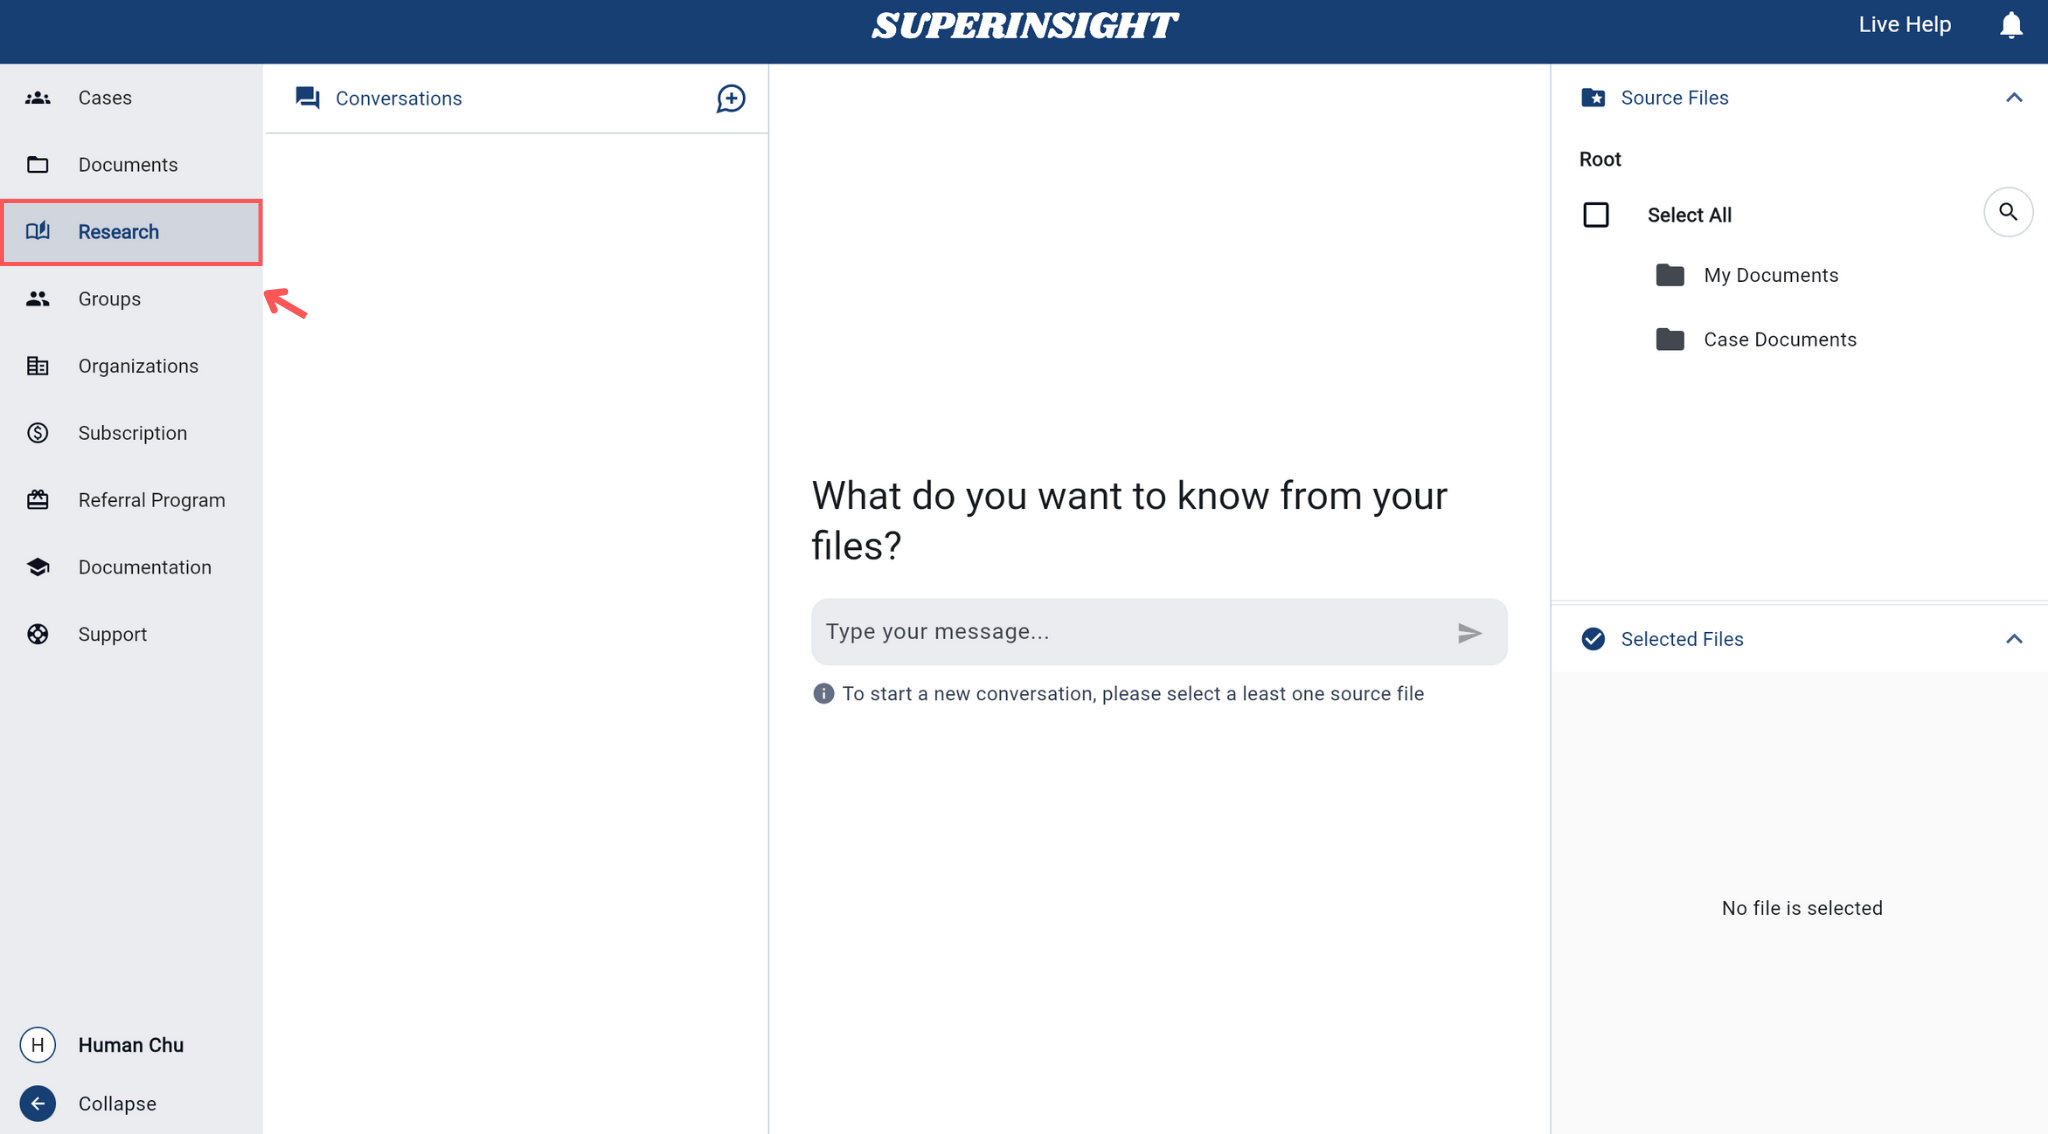 SUPERINSIGHT
Live Help
Cases
Documents
Research
Groups
Organizations
Subscription
Referral Program
Documentation
Support
H
Human Chu
Collapse
Conversations
What do you want to know from your
files?
Type your message...
To start a new conversation, please select a least one source file
Source Files
Root
Select All
My Documents
Case Documents
Selected Files
No file is selected